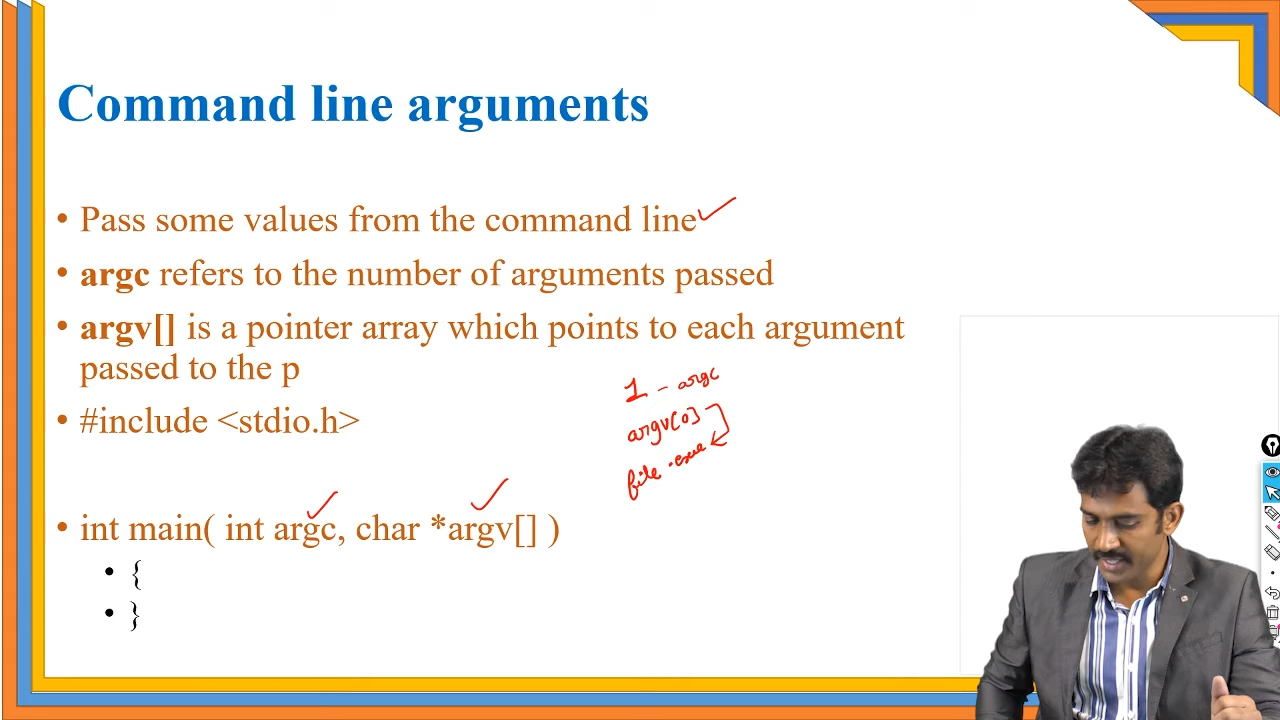 Command line arguments
• Pass some values from the command line
• argc refers to the number of arguments passed
• argv[] is a pointer array which points to each argument
passed to the p
• #include <stdio.h>
1 - argc
argv[0]
file.exe
• int main( int argc, char *argv[] )
• {
• }